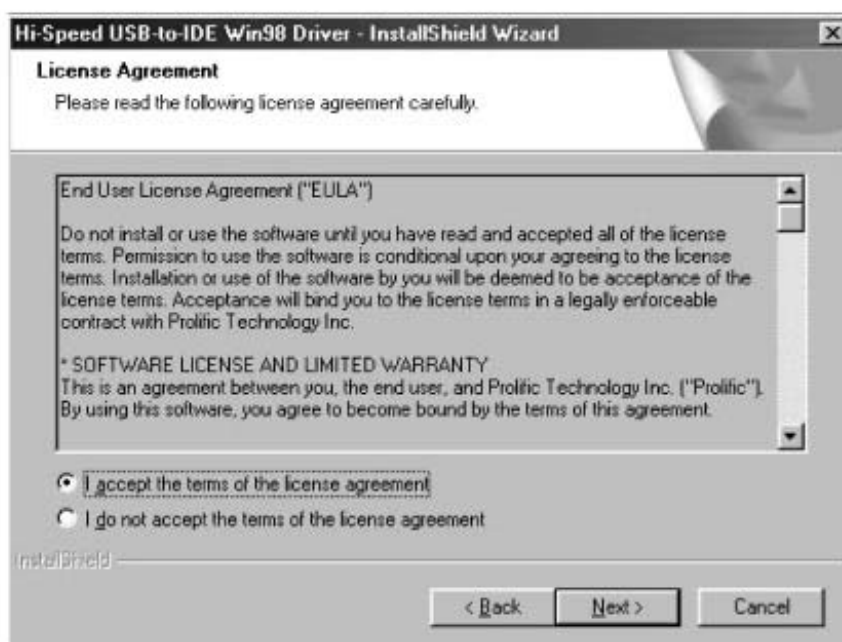 Hi-Speed USB-to-IDE Win98 Driver - InstallShield Wizard
License Agreement
Please read the following license agreement carefully.
End User License Agreement ("EULA")
Do not install or use the software until you have read and accepted all of the license
terms. Permission to use the software is conditional upon your agreeing to the license
terms. Installation or use of the software by you will be deemed to be acceptance of the
license terms. Acceptance will bind you to the license terms in a legally enforceable
contract with Prolific Technology Inc.
* SOFTWARE LICENSE AND LIMITED WARRANTY
This is an agreement between you, the end user, and Prolific Technology Inc. ("Prolific").
By using this software, you agree to become bound by the terms of this agreement.
I accept the terms of the license agreement
I do not accept the terms of the license agreement
InstallShield
< Back Next > Cancel